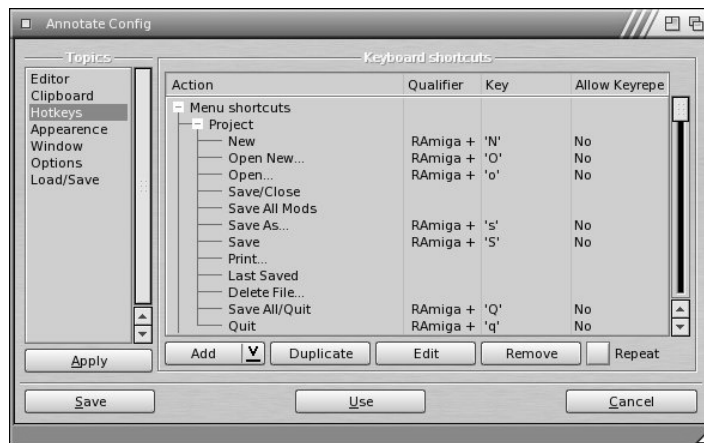 Annotate Config
Topics
Editor
Clipboard
Hotkeys
Appearence
Window
Options
Load/Save
Apply
Keyboard shortcuts
Action Qualifier Key Allow Keyrepe
Menu shortcuts
Project
New RAmiga + 'N' No
Open New... RAmiga + 'O' No
Open... RAmiga + 'o' No
Save/Close
Save All Mods
Save As... RAmiga + 's' No
Save RAmiga + 'S' No
Print...
Last Saved
Delete File...
Save All/Quit RAmiga + 'Q' No
Quit RAmiga + 'q' No
Add Duplicate Edit Remove Repeat
Save Use Cancel